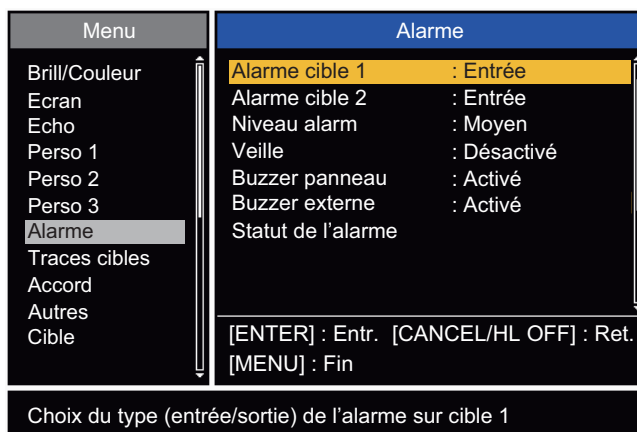 Menu
Brill/Couleur
Ecran
Echo
Perso 1
Perso 2
Perso 3
Alarme
Traces cibles
Accord
Autres
Cible
Alarme
Alarme cible 1 : Entrée
Alarme cible 2 : Entrée
Niveau alarm : Moyen
Veille : Désactivé
Buzzer panneau : Activé
Buzzer externe : Activé
Statut de l'alarme
[ENTER] : Entr. [CANCEL/HL OFF] : Ret.
[MENU] : Fin
Choix du type (entrée/sortie) de l'alarme sur cible 1